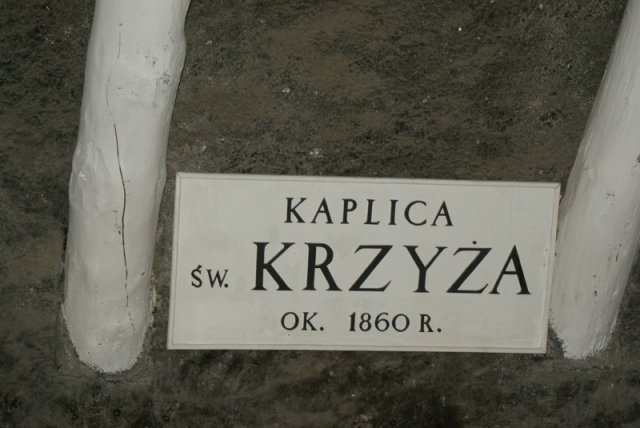 KAPLICA
ŚW. KRZYŻA
OK. 1860 R.